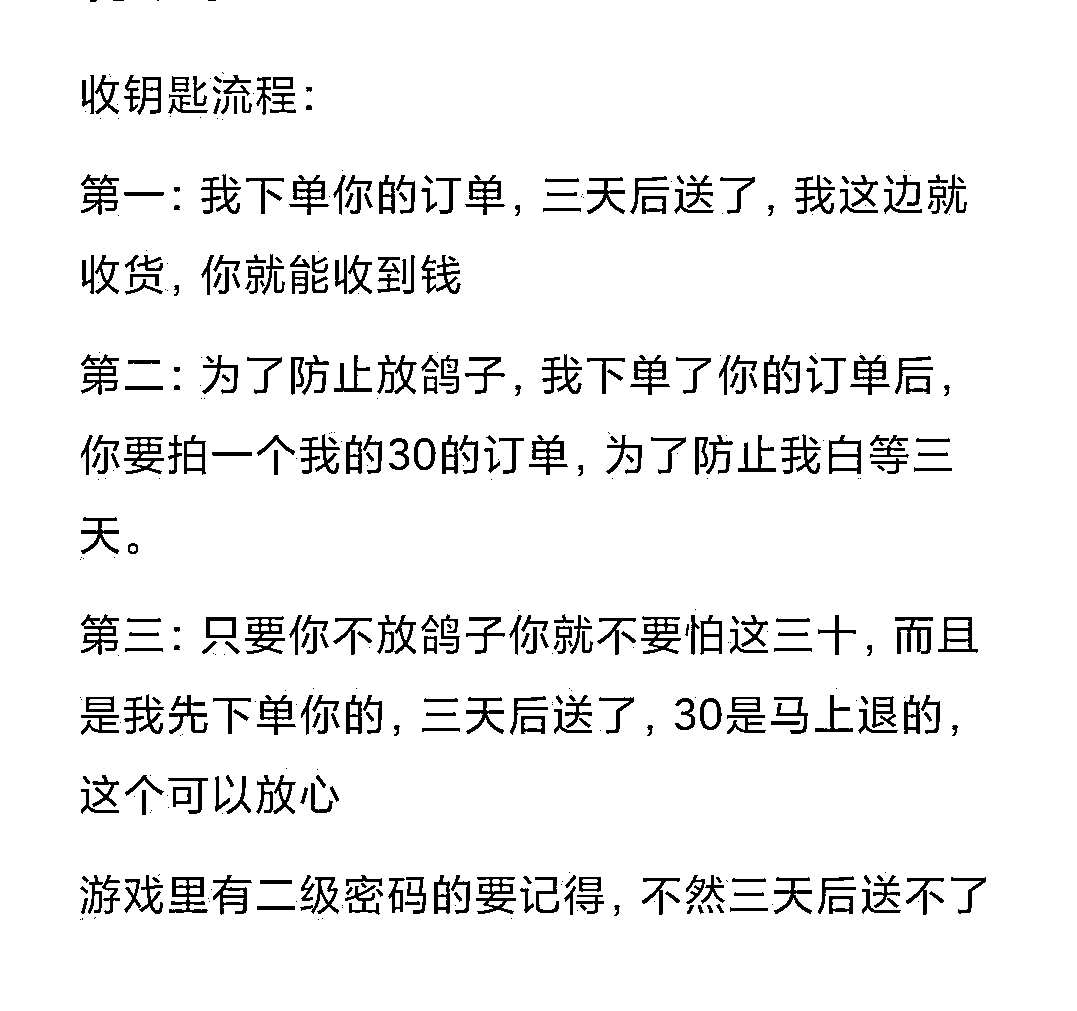 收钥匙流程：
第一：我下单你的订单，三天后送了，我这边就
收货，你就能收到钱
第二：为了防止放鸽子，我下单了你的订单后，
你要拍一个我的30的订单，为了防止我白等三
天。
第三：只要你不放鸽子你就不要怕这三十，而且
是我先下单你的，三天后送了，30是马上退的，
这个可以放心
游戏里有二级密码的要记得，不然三天后送不了